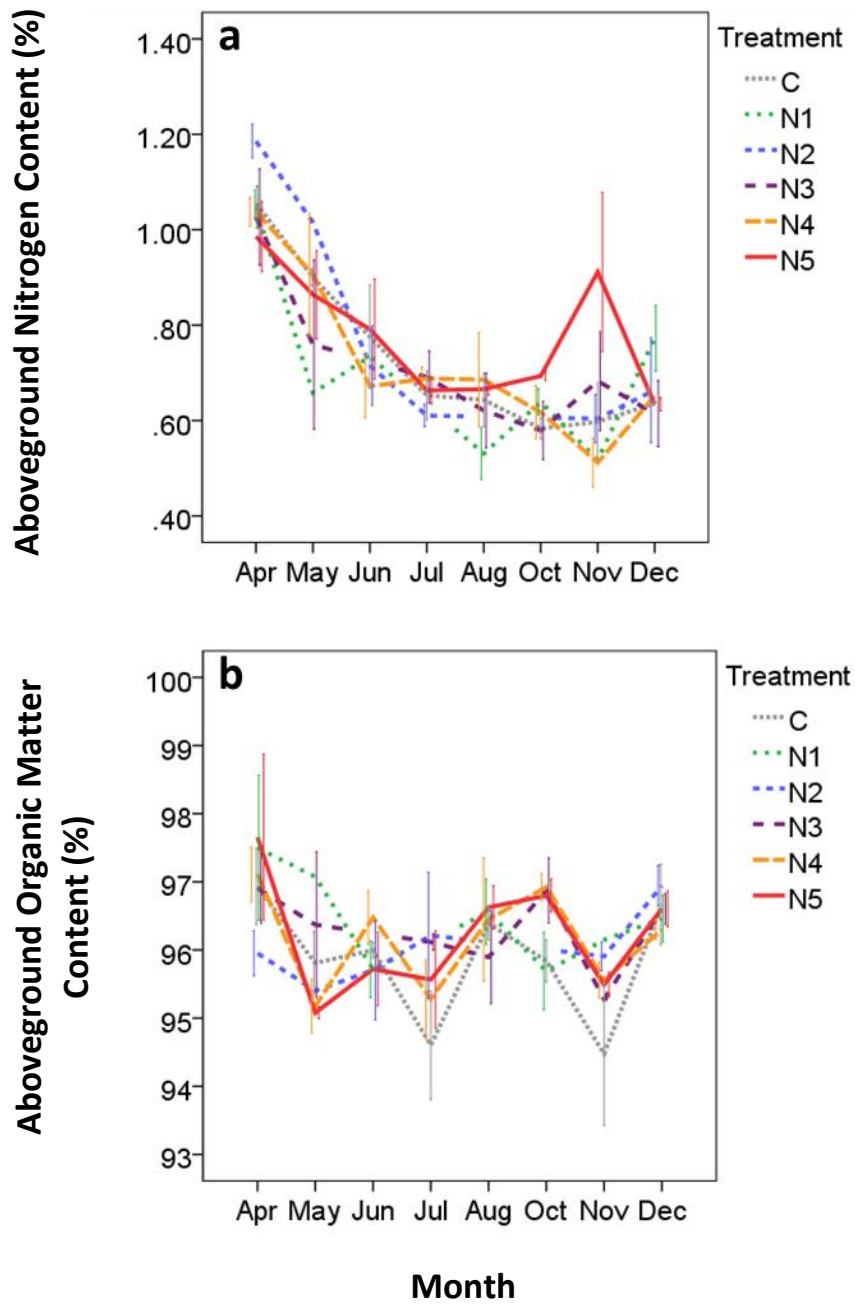 Aboveground Nitrogen Content (%)
a
1.40
1.20
1.00
.80
.60
.40
Apr May Jun Jul Aug Oct Nov Dec
Treatment
C
N1
N2
N3
N4
N5
Aboveground Organic Matter
Content (%)
b
100
99
98
97
96
95
94
93
Apr May Jun Jul Aug Oct Nov Dec
Treatment
C
N1
N2
N3
N4
N5
Month